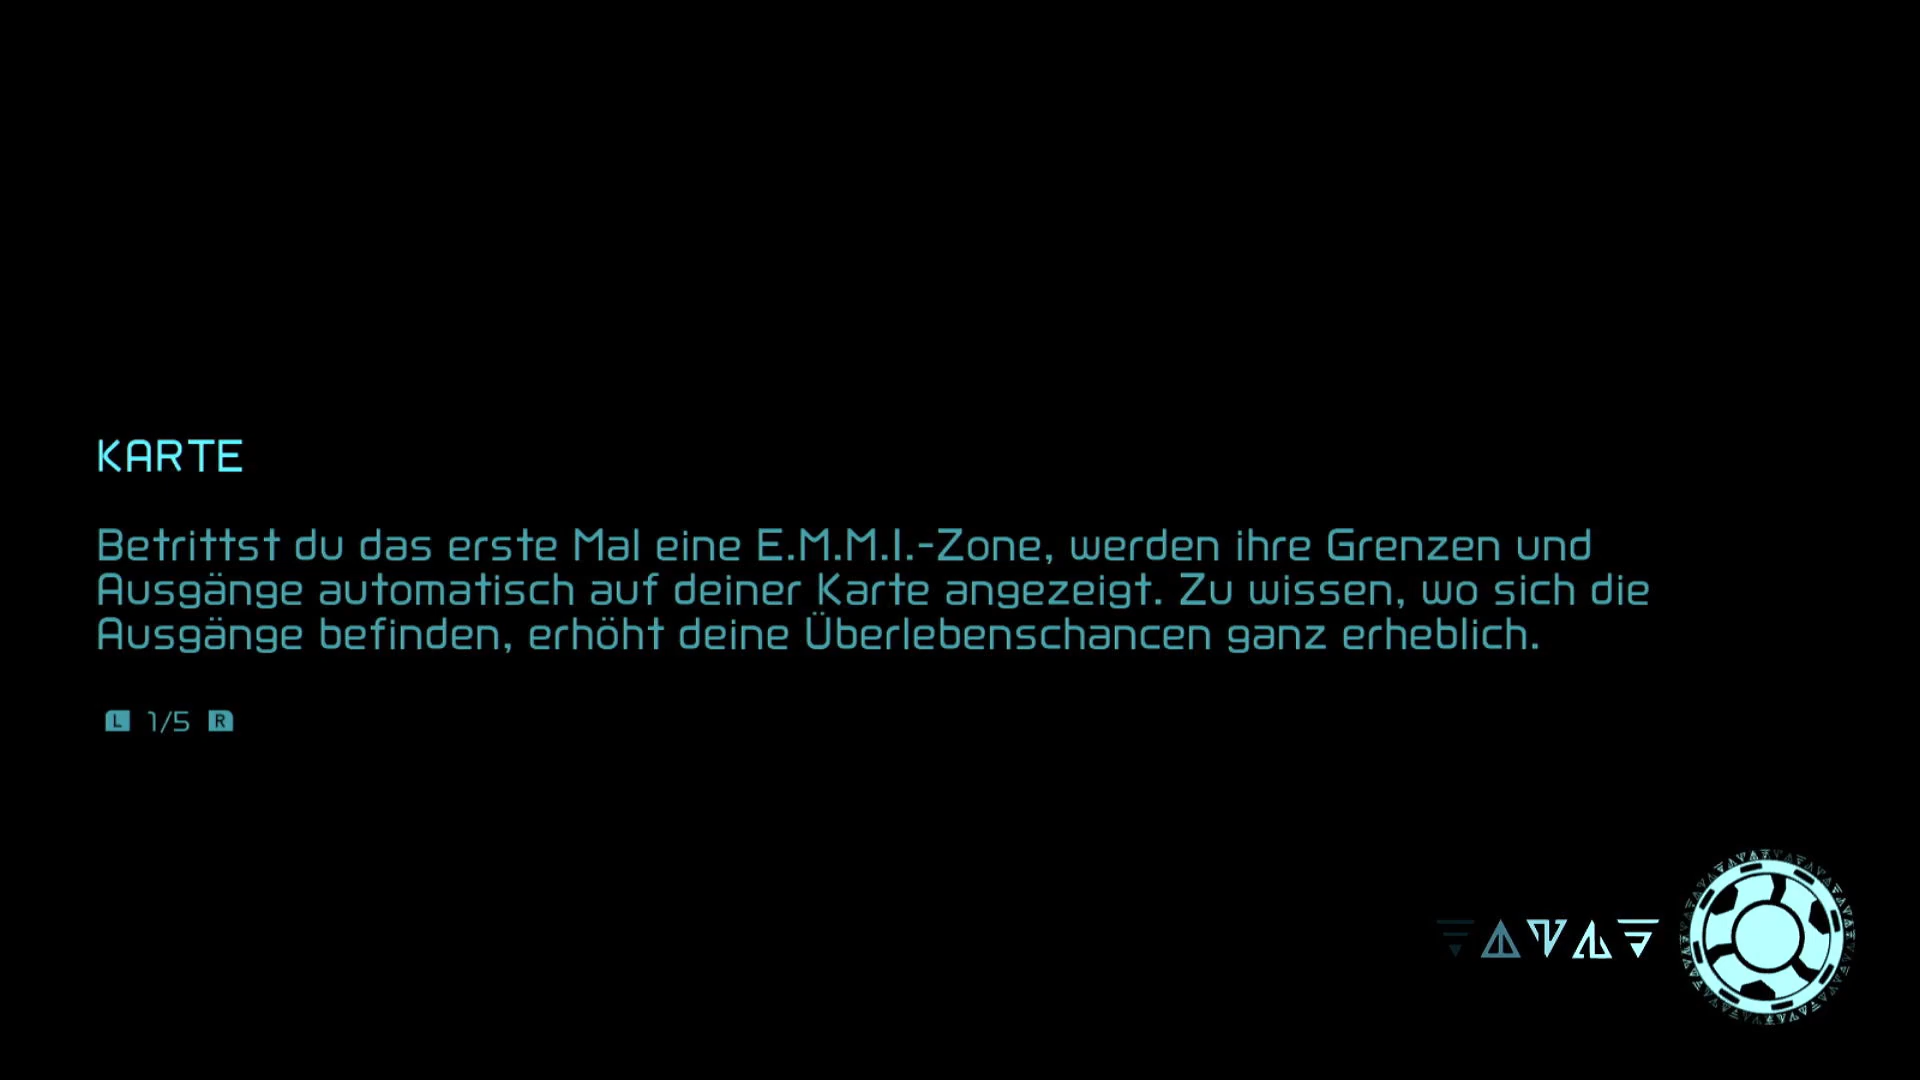 KARTE
Betrittst du das erste Mal eine E.M.M.I.-Zone, werden ihre Grenzen und
Ausgänge automatisch auf deiner Karte angezeigt. Zu wissen, wo sich die
Ausgänge befinden, erhöht deine Überlebenschancen ganz erheblich.
L 1/5 R